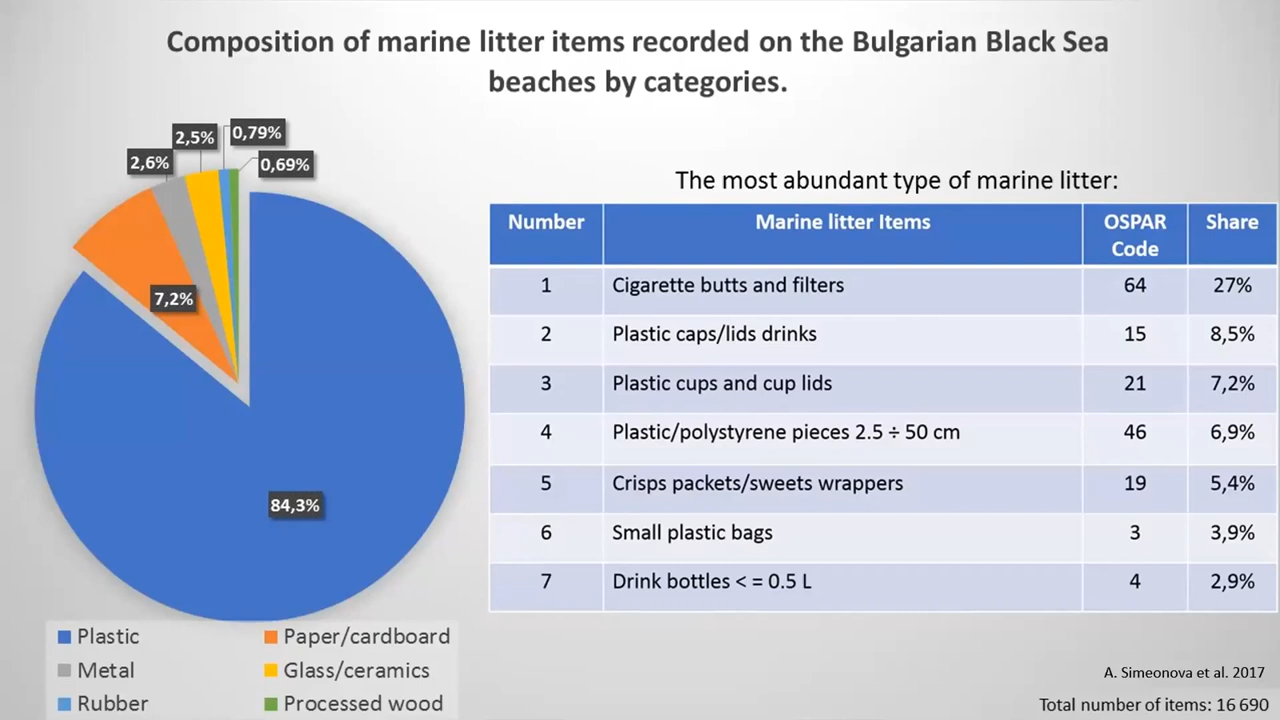 Composition of marine litter items recorded on the Bulgarian Black Sea
beaches by categories.
2,5% 0,79%
2,6% 0,69%
7,2%
84,3%
Plastic Paper/cardboard
Metal Glass/ceramics
Rubber Processed wood
The most abundant type of marine litter:
Number Marine litter Items OSPAR Code Share
1 Cigarette butts and filters 64 27%
2 Plastic caps/lids drinks 15 8,5%
3 Plastic cups and cup lids 21 7,2%
4 Plastic/polystyrene pieces 2.5 ÷ 50 cm 46 6,9%
5 Crisps packets/sweets wrappers 19 5,4%
6 Small plastic bags 3 3,9%
7 Drink bottles < = 0.5 L 4 2,9%
A. Simeonova et al. 2017
Total number of items: 16 690